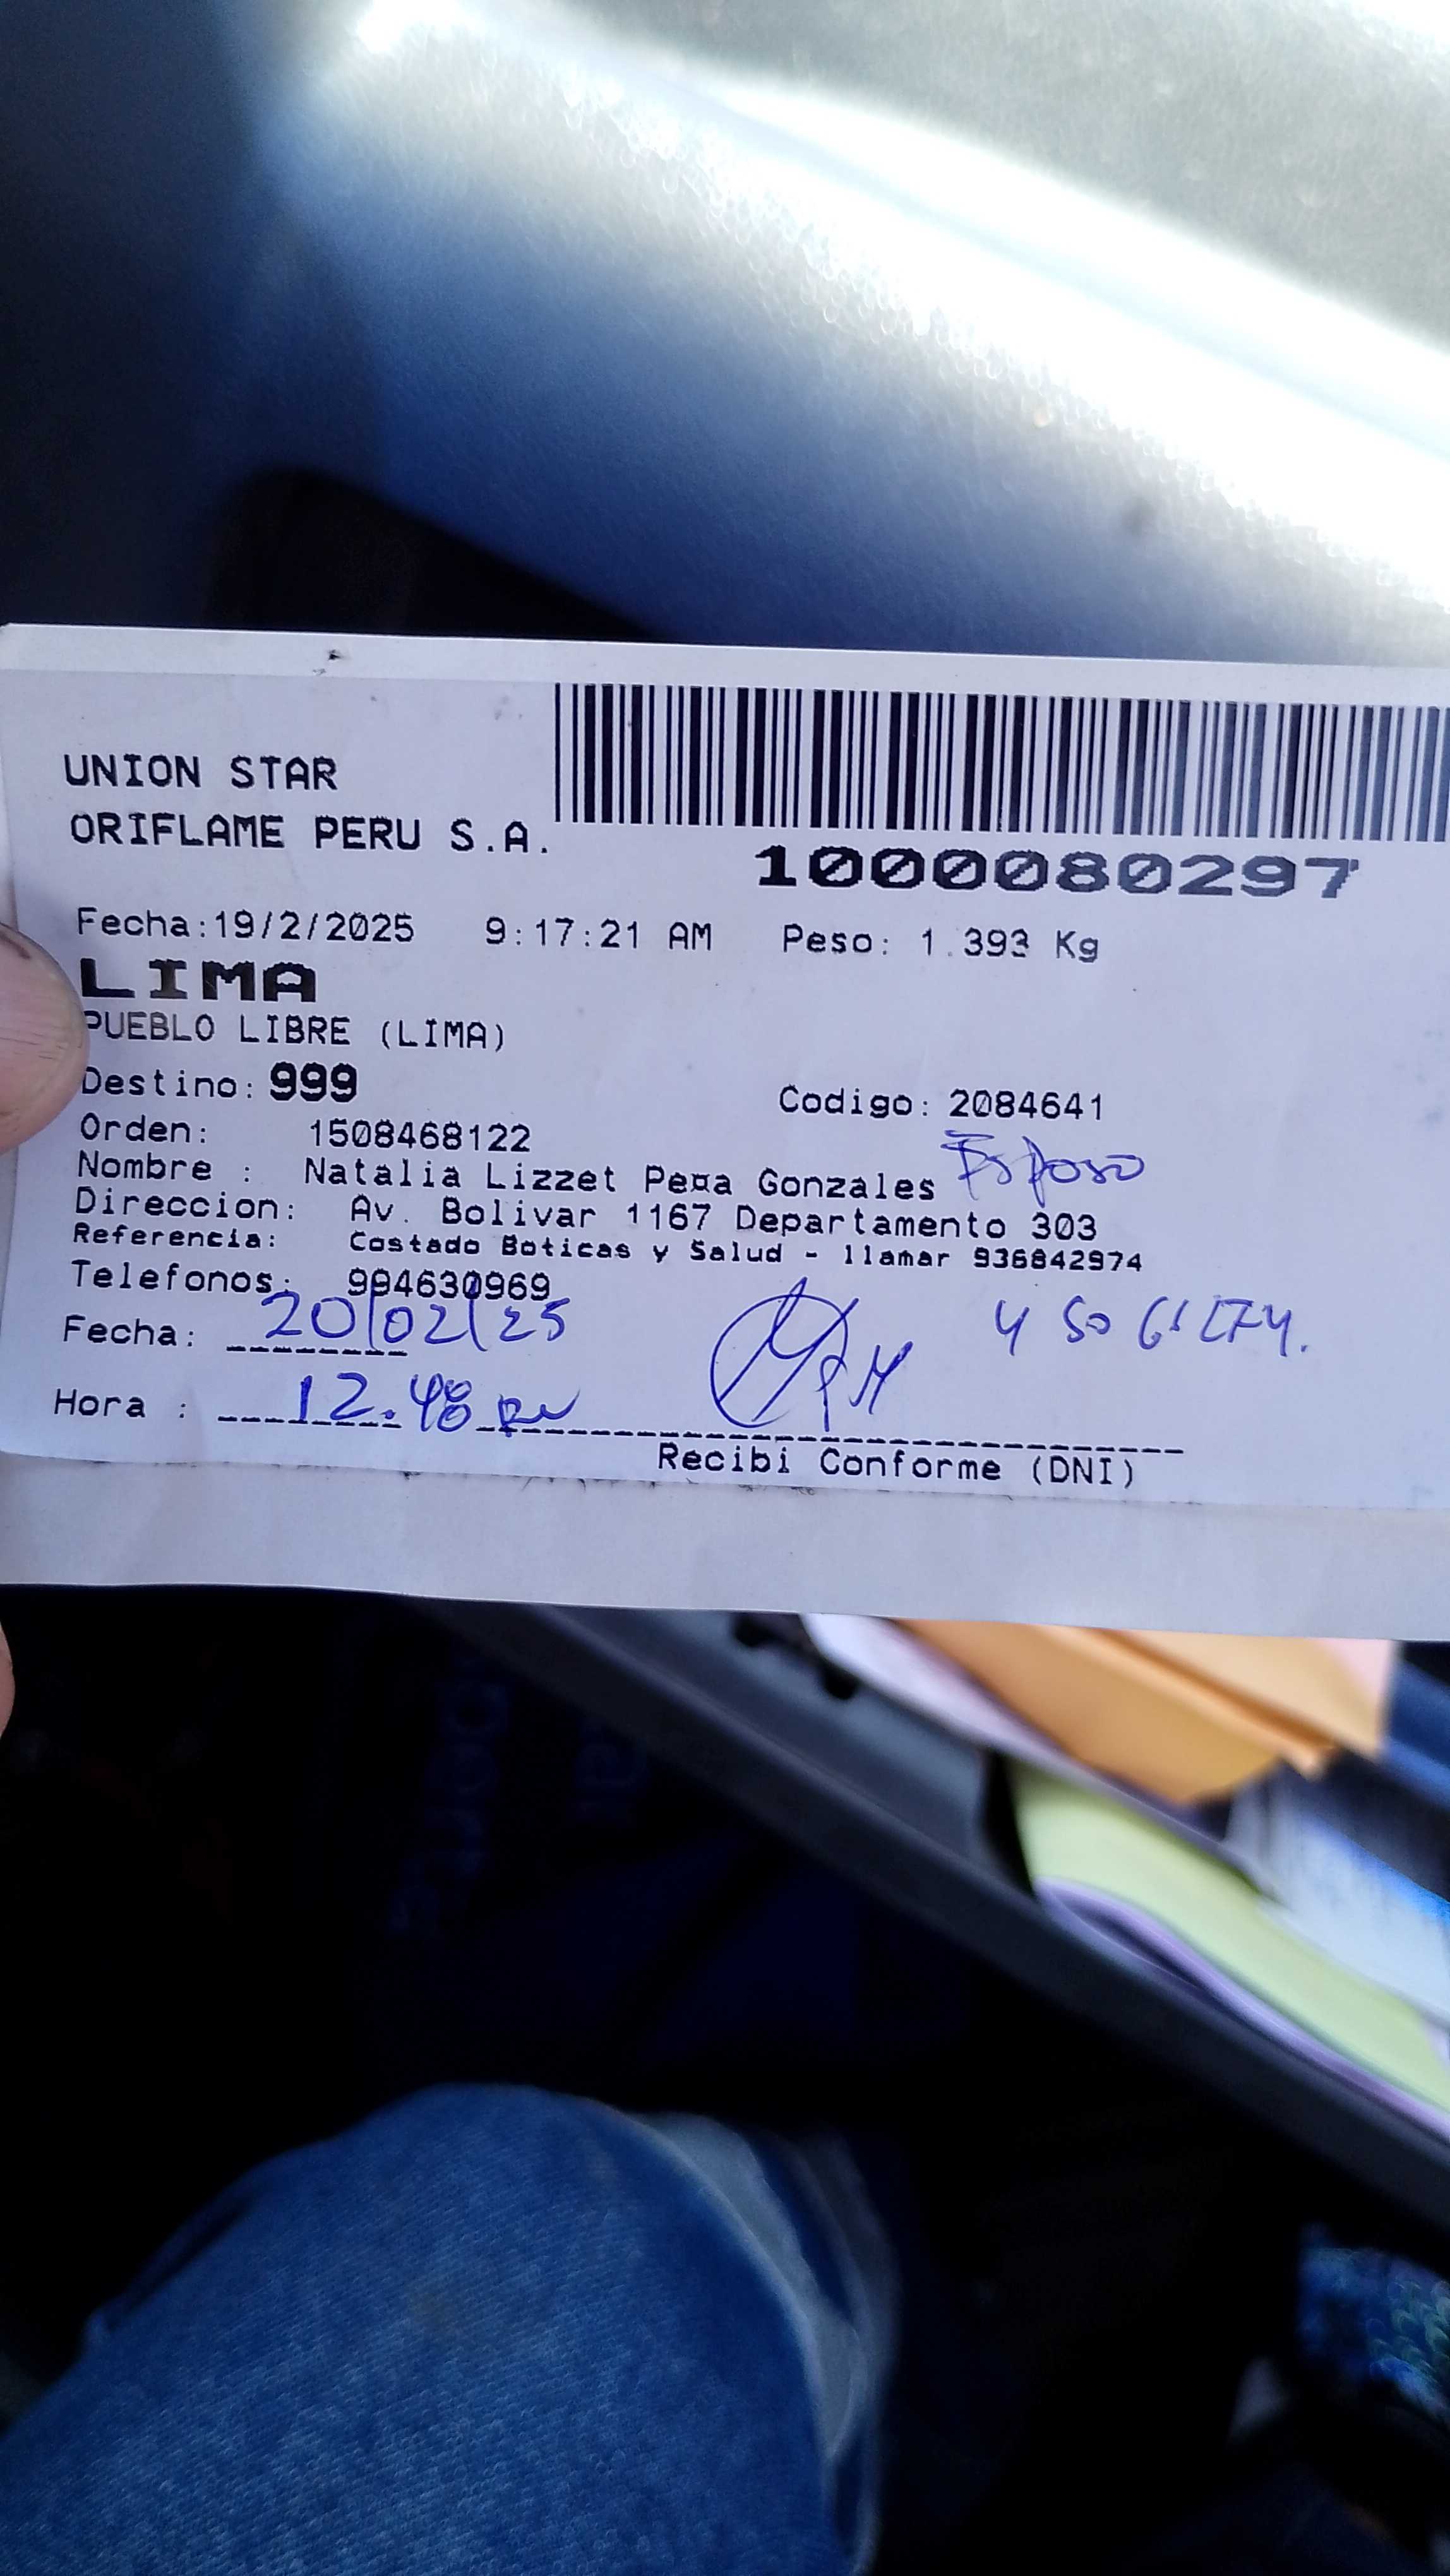 UNION STAR
ORIFLAME PERU S.A.
1000080297
Fecha:19/2/2025 9:17:21 AM Peso: 1.393 Kg
LIMA
PUEBLO LIBRE (LIMA)
Destino: 999 Codigo: 2084641
Orden: 1508468122
Nombre : Natalia Lizzet Pe¤a Gonzales Esposo
Direccion: Av. Bolivar 1167 Departamento 303
Referencia: Costado Boticas y Salud - llamar 936842974
Telefonos: 994630969
Fecha: 20/02/25
Hora : 12.48
Recibi Conforme (DNI)